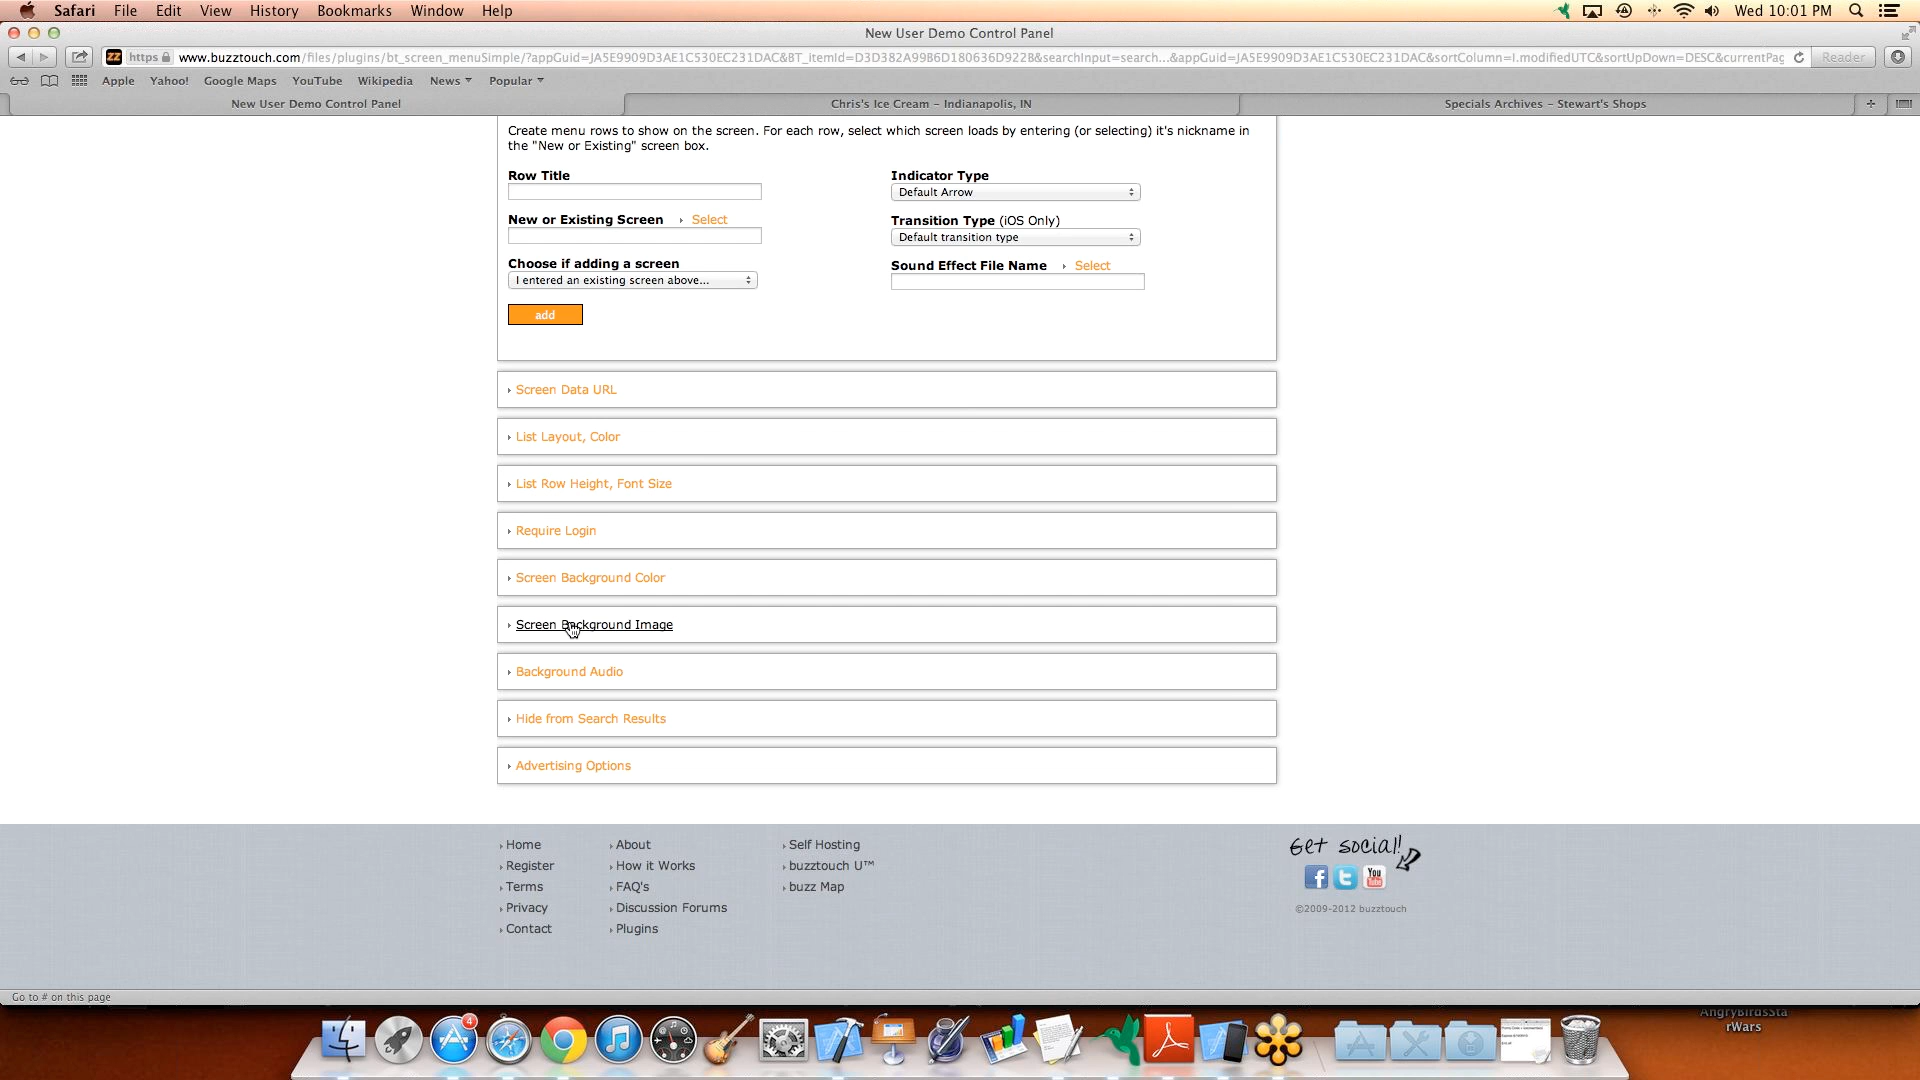 Safari File Edit View History Bookmarks Window Help Wed 10:01 PM
New User Demo Control Panel
https www.buzztouch.com/files/plugins/bt_screen_menuSimple/?appGuid=JA5E9909D3AE1C530EC231DAC&BT_itemId=D3D382A99B6D180636D922B&searchInput=search...&appGuid=JA5E9909D3AE1C530EC231DAC&sortColumn=I.modifiedUTC&sortUpDown=DESC&currentPag Reader
Apple Yahoo! Google Maps YouTube Wikipedia News Popular
New User Demo Control Panel Chris's Ice Cream – Indianapolis, IN Specials Archives – Stewart's Shops
Create menu rows to show on the screen. For each row, select which screen loads by entering (or selecting) it's nickname in
the "New or Existing" screen box.
Row Title Indicator Type
Default Arrow
New or Existing Screen Select Transition Type (iOS Only)
Default transition type
Choose if adding a screen Sound Effect File Name Select
I entered an existing screen above...
add
Screen Data URL
List Layout, Color
List Row Height, Font Size
Require Login
Screen Background Color
Screen Background Image
Background Audio
Hide from Search Results
Advertising Options
Home About Self Hosting Get social!
Register How it Works buzztouch U™
Terms FAQ's buzz Map You Tube
Privacy Discussion Forums ©2009-2012 buzztouch
Contact Plugins
Go to # on this page
AngryBirdsSta
rWars
4